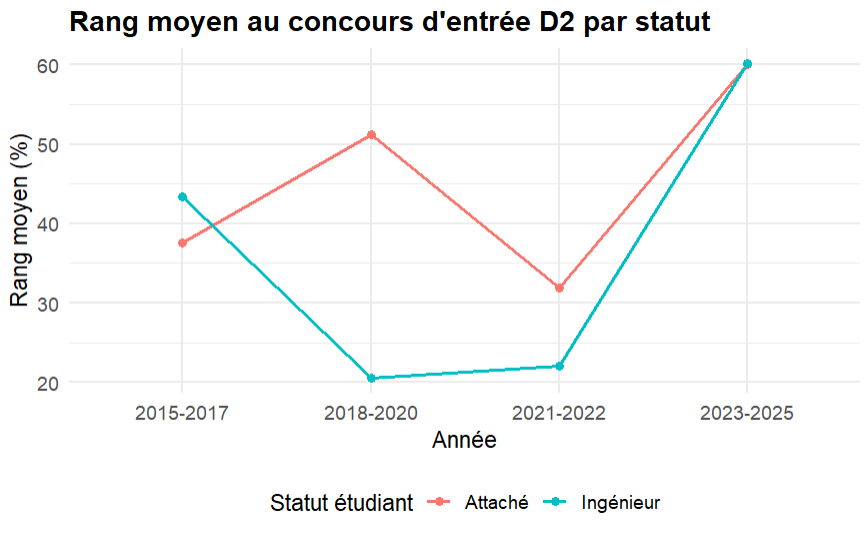 Rang moyen au concours d'entrée D2 par statut
Rang moyen (%)
60
50
40
30
20
2015-2017 2018-2020 2021-2022 2023-2025
Année
Statut étudiant Attaché Ingénieur